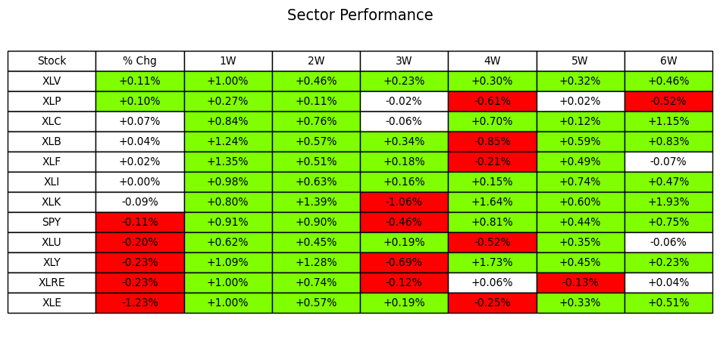 Sector Performance
Stock % Chg 1W 2W 3W 4W 5W 6W
XLV +0.11% +1.00% +0.46% +0.23% +0.30% +0.32% +0.46%
XLP +0.10% +0.27% +0.11% -0.02% -0.61% +0.02% -0.52%
XLC +0.07% +0.84% +0.76% -0.06% +0.70% +0.12% +1.15%
XLB +0.04% +1.24% +0.57% +0.34% -0.85% +0.59% +0.83%
XLF +0.02% +1.35% +0.51% +0.18% -0.21% +0.49% -0.07%
XLI +0.00% +0.98% +0.63% +0.16% +0.15% +0.74% +0.47%
XLK -0.09% +0.80% +1.39% -1.06% +1.64% +0.60% +1.93%
SPY -0.11% +0.91% +0.90% -0.46% +0.81% +0.44% +0.75%
XLU -0.20% +0.62% +0.45% +0.19% -0.52% +0.35% -0.06%
XLY -0.23% +1.09% +1.28% -0.69% +1.73% +0.45% +0.23%
XLRE -0.23% +1.00% +0.74% -0.12% +0.06% -0.13% +0.04%
XLE -1.23% +1.00% +0.57% +0.19% -0.25% +0.33% +0.51%